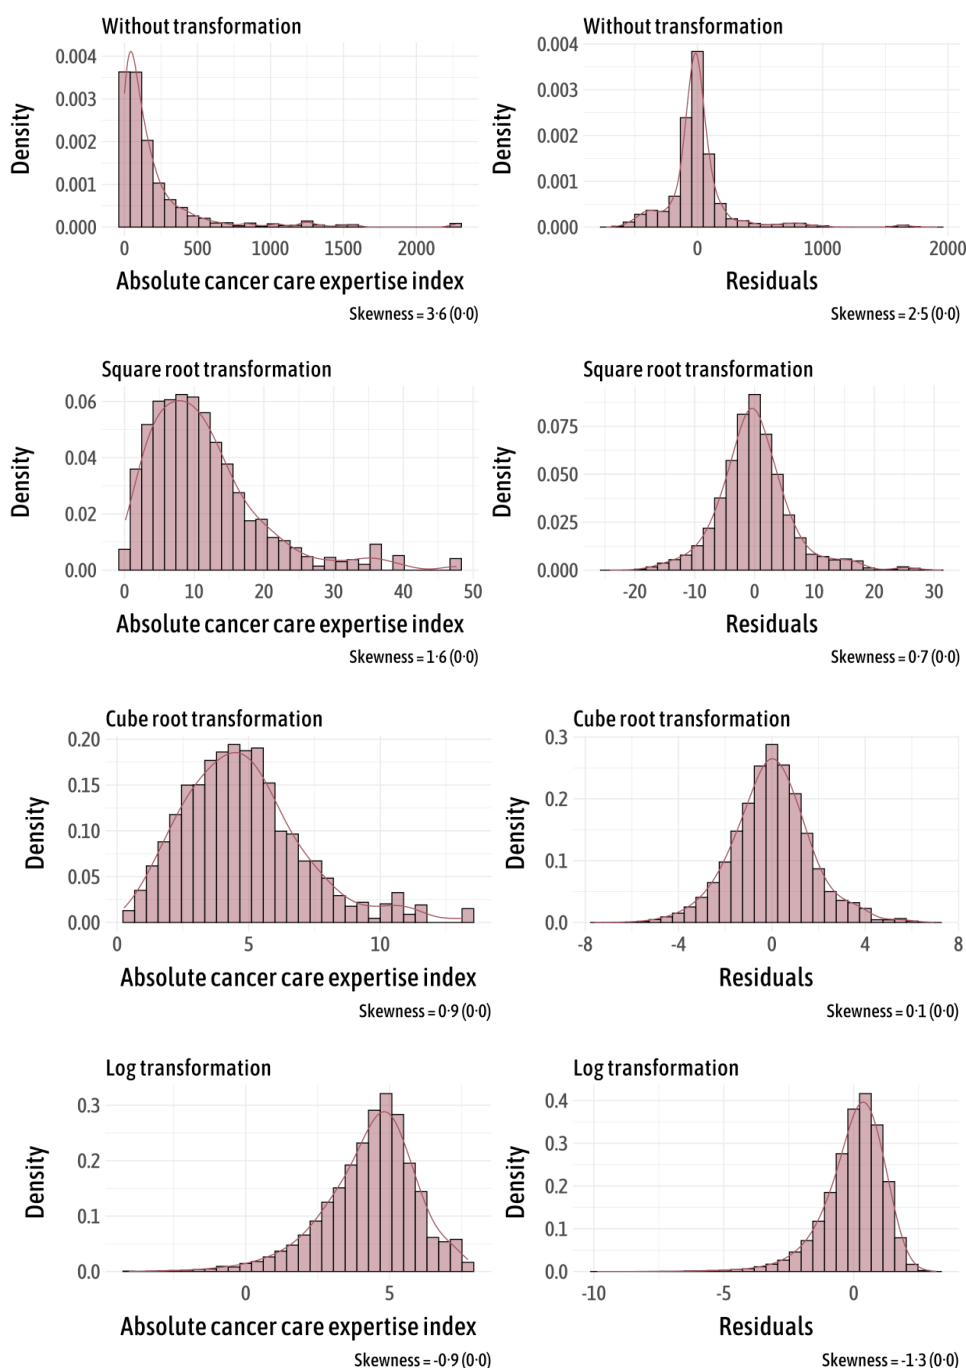 Without transformation
Density
0.004
0.003
0.002
0.001
0.000
0 500 1000 1500 2000
Absolute cancer care expertise index
Skewness = 3·6 (0·0)
Without transformation
Density
0.004
0.003
0.002
0.001
0.000
0 1000 2000
Residuals
Skewness = 2·5 (0·0)
Square root transformation
Density
0.06
0.04
0.02
0.00
0 10 20 30 40 50
Absolute cancer care expertise index
Skewness = 1·6 (0·0)
Square root transformation
Density
0.075
0.050
0.025
0.000
-20 -10 0 10 20 30
Residuals
Skewness = 0·7 (0·0)
Cube root transformation
Density
0.20
0.15
0.10
0.05
0.00
0 5 10
Absolute cancer care expertise index
Skewness = 0·9 (0·0)
Cube root transformation
Density
0.3
0.2
0.1
0.0
-8 -4 0 4 8
Residuals
Skewness = 0·1 (0·0)
Log transformation
Density
0.3
0.2
0.1
0.0
0 5
Absolute cancer care expertise index
Skewness = -0·9 (0·0)
Log transformation
Density
0.4
0.3
0.2
0.1
0.0
-10 -5 0
Residuals
Skewness = -1·3 (0·0)